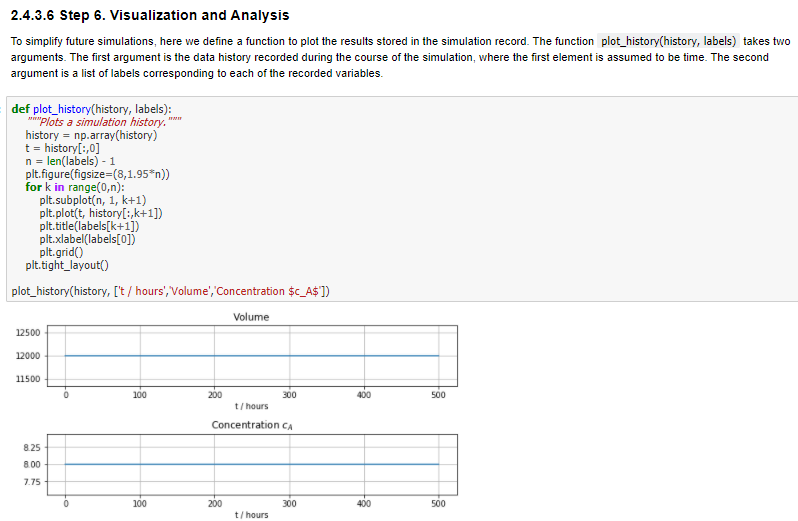 2.4.3.6 Step 6. Visualization and Analysis
To simplify future simulations, here we define a function to plot the results stored in the simulation record. The function plot_history(history, labels) takes two
arguments. The first argument is the data history recorded during the course of the simulation, where the first element is assumed to be time. The second
argument is a list of labels corresponding to each of the recorded variables.
def plot_history(history, labels):
"""Plots a simulation history."""
history = np.array(history)
t = history[:,0]
n = len(labels) - 1
plt.figure(figsize=(8,1.95*n))
for k in range(0,n):
plt.subplot(n, 1, k+1)
plt.plot(t, history[:,k+1])
plt.title(labels[k+1])
plt.xlabel(labels[0])
plt.grid()
plt.tight_layout()
plot_history(history, ['t / hours','Volume','Concentration $c_A$'])
Volume
12500
12000
11500
0 100 200 300 400 500
t / hours
Concentration cA
8.25
8.00
7.75
0 100 200 300 400 500
t / hours